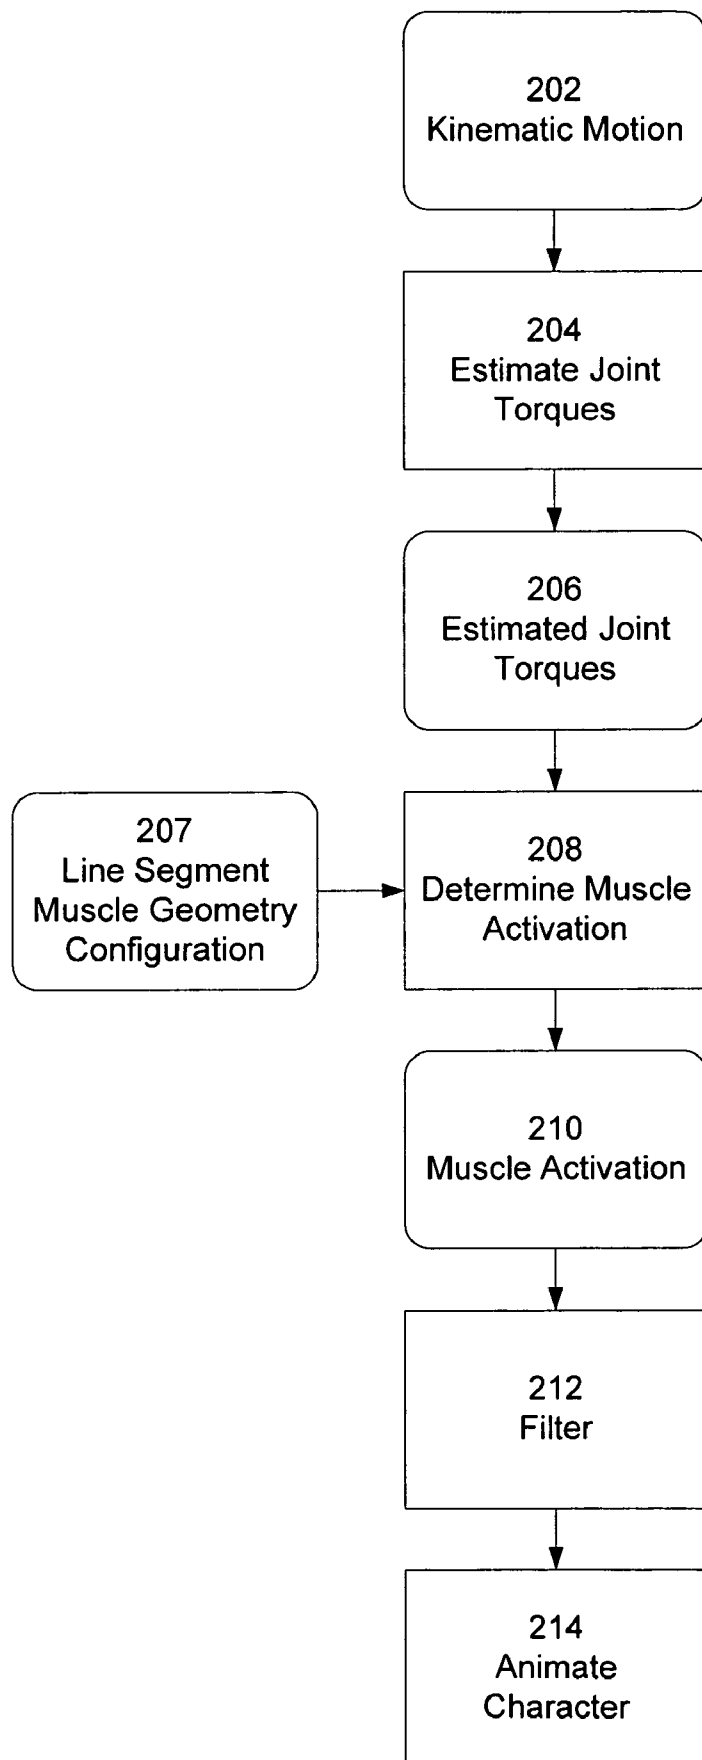 202
Kinematic Motion
204
Estimate Joint
Torques
206
Estimated Joint
Torques
207
Line Segment
Muscle Geometry
Configuration
208
Determine Muscle
Activation
210
Muscle Activation
212
Filter
214
Animate
Character